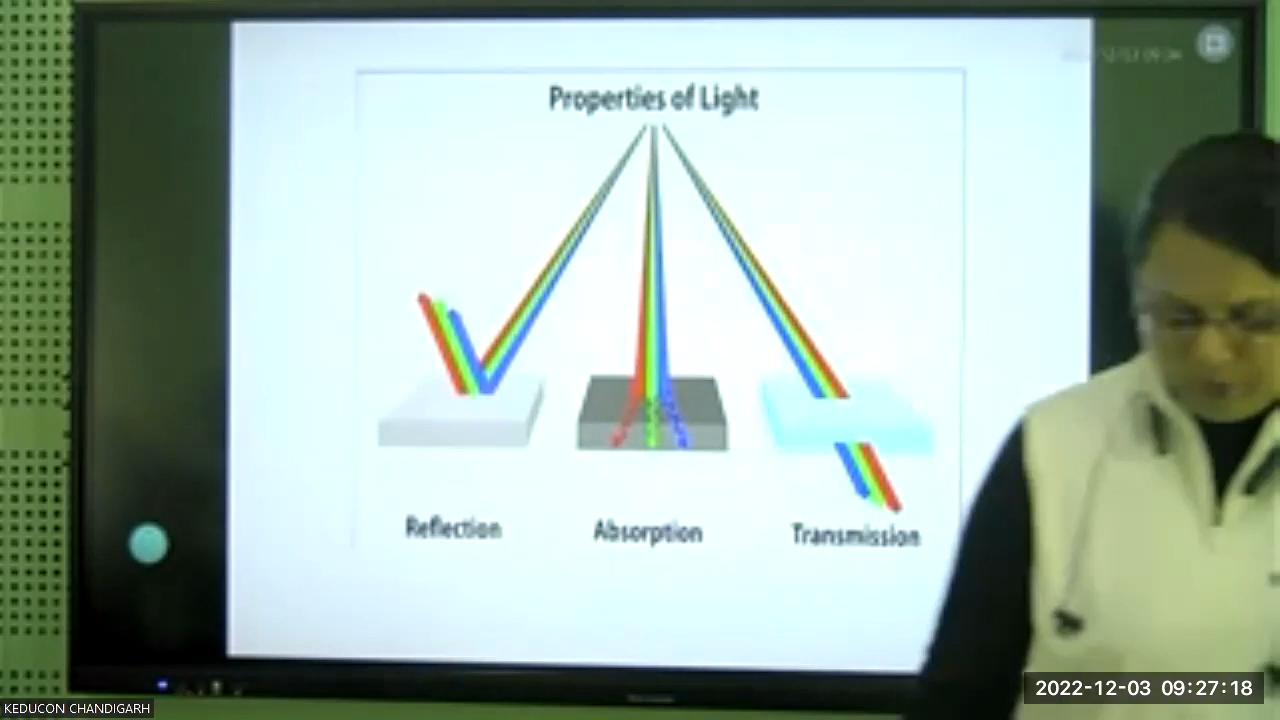 Properties of Light
Reflection
Absorption
Transmission
KEDUCON CHANDIGARH
2022-12-03 09:27:18